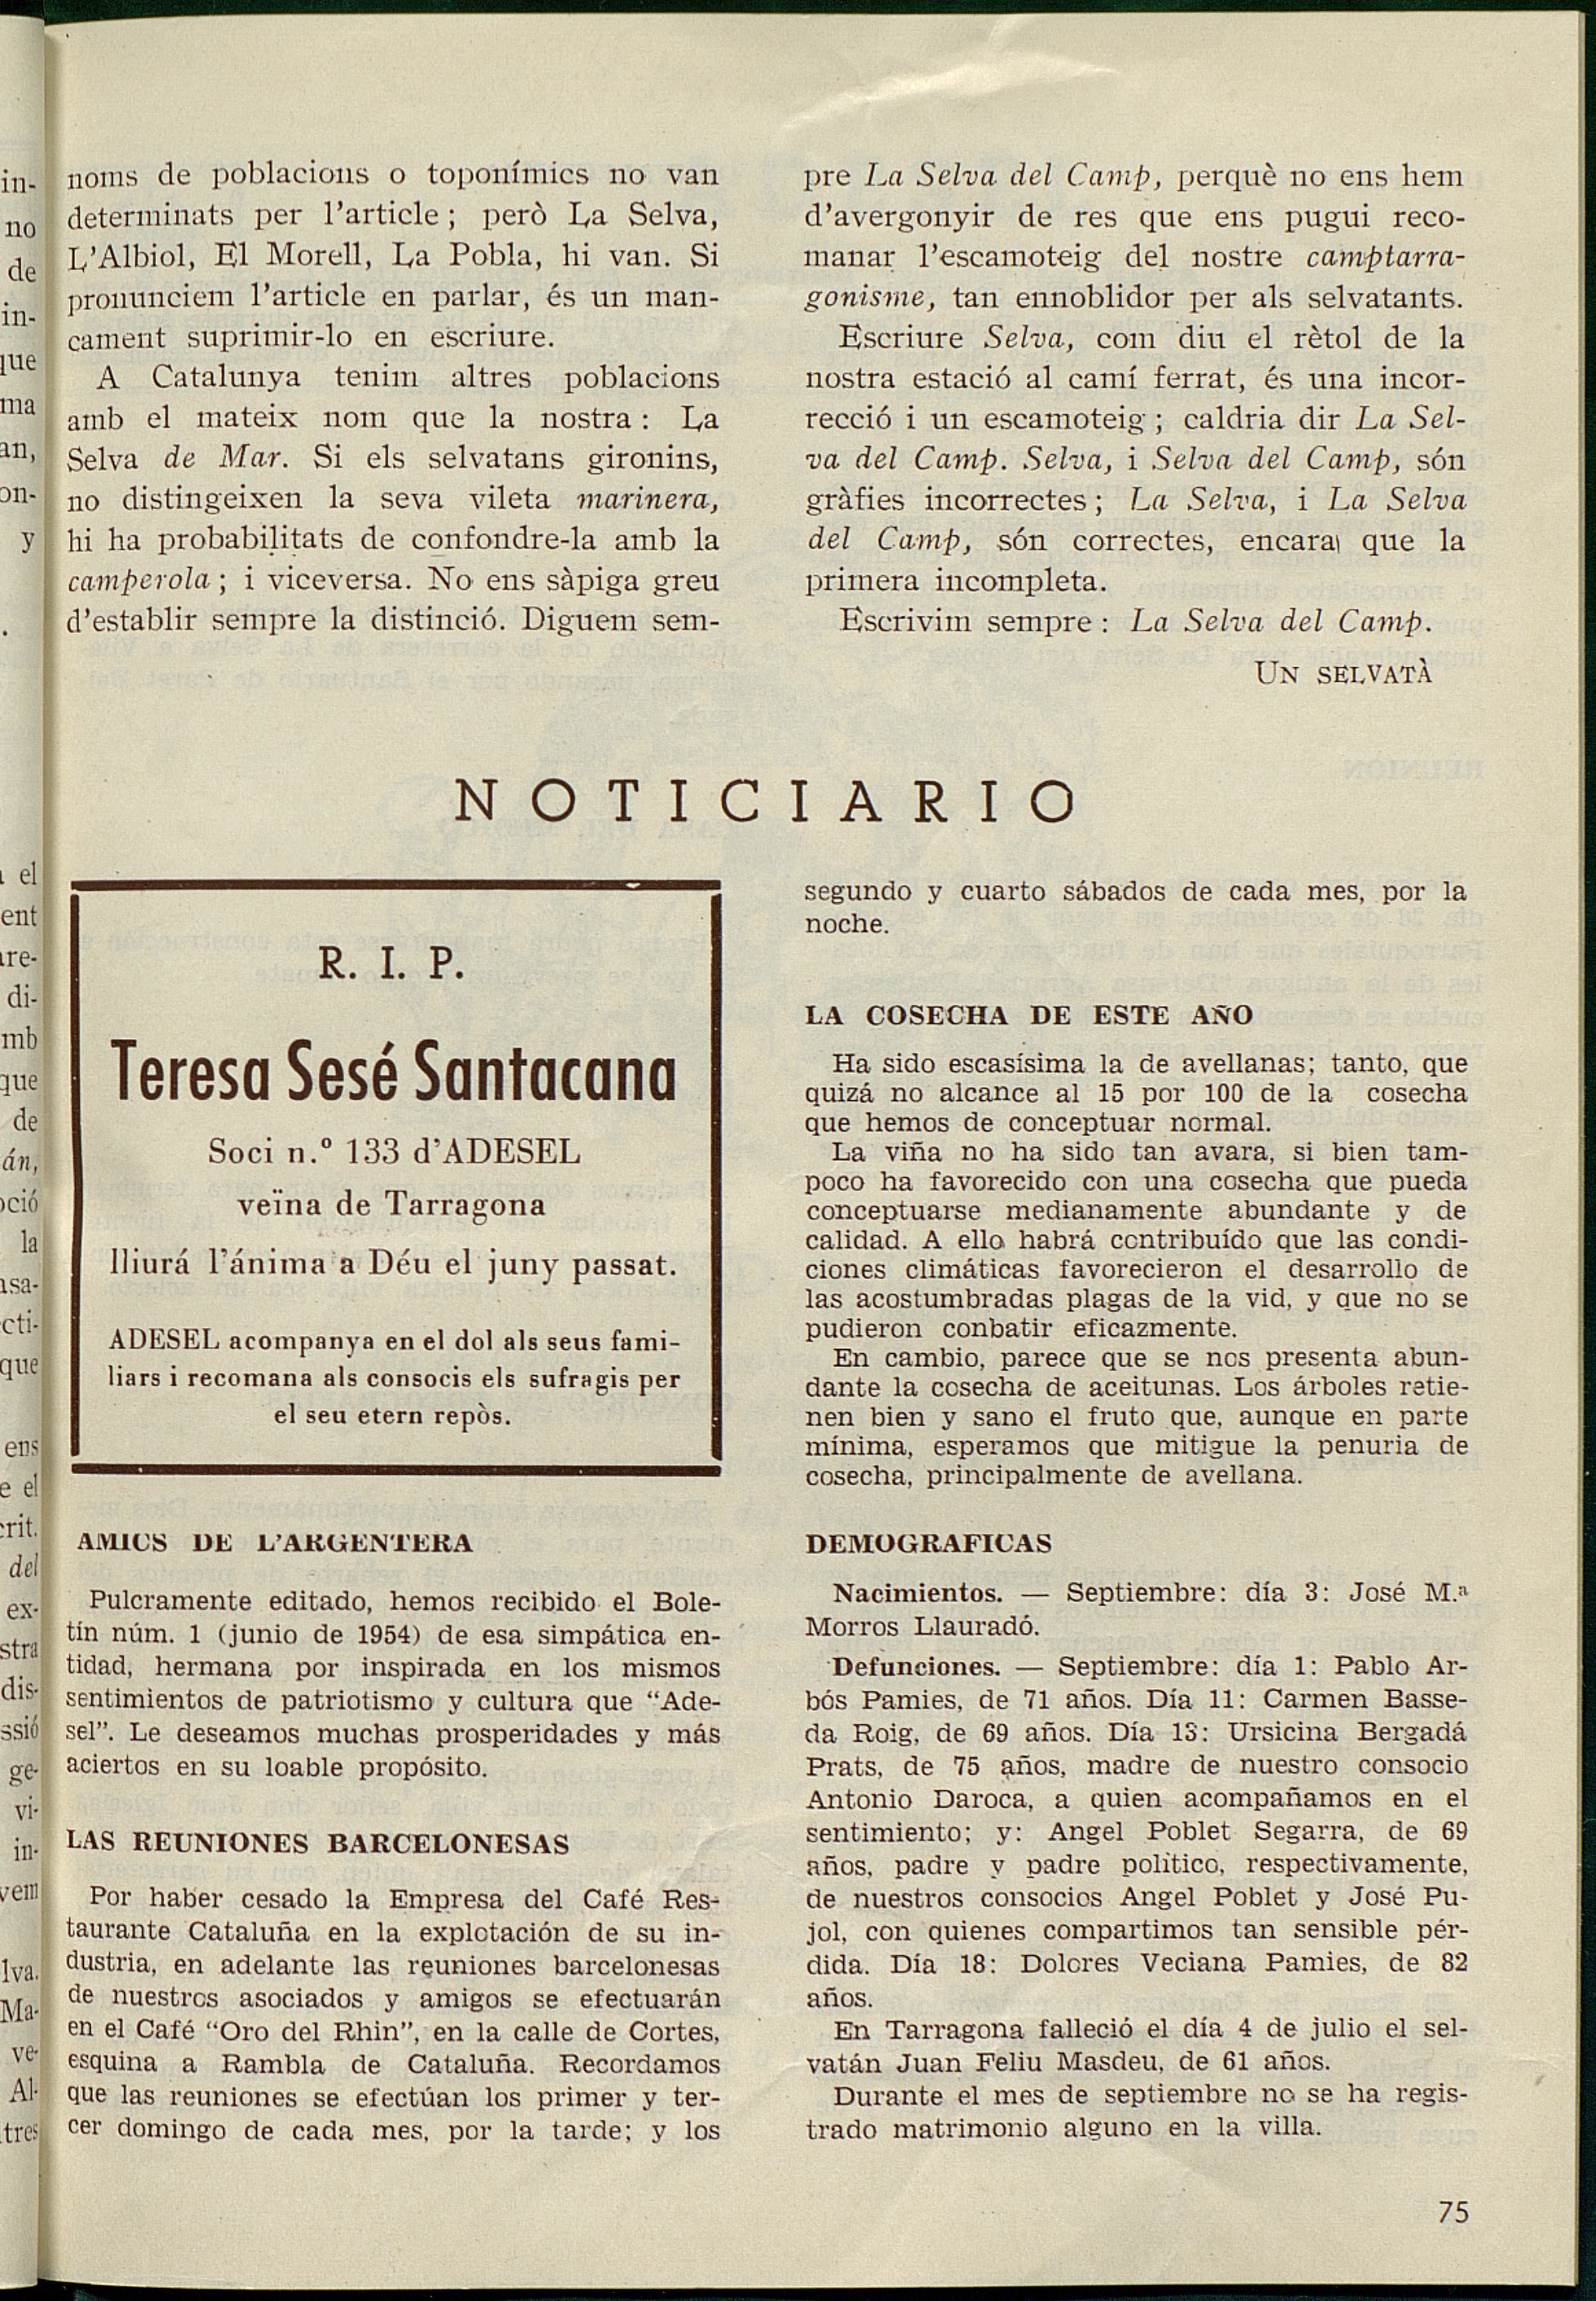 noms de poblacions o toponímics no van
determinats per l'article; però La Selva,
L'Albiol, El Morell, La Pobla, hi van. Si
pronunciem l'article en parlar, és un man-
cament suprimir-lo en escriure.
A Catalunya tenim altres poblacions
amb el mateix nom que la nostra: La
Selva de Mar. Si els selvatans gironins,
no distingeixen la seva vileta marinera,
hi ha probabilitats de confondre-la amb la
camperola; i viceversa. No ens sàpiga greu
d'establir sempre la distinció. Diguem sem-
pre La Selva del Camp, perquè no ens hem
d'avergonyir de res que ens pugui reco-
manar l'escamoteig del nostre camptarra-
gonisme, tan ennoblidor per als selvatants.
Escriure Selva, com diu el rètol de la
nostra estació al camí ferrat, és una incor-
recció i un escamoteig; caldria dir La Sel-
va del Camp. Selva, i Selva del Camp, són
gràfies incorrectes; La Selva, i La Selva
del Camp, són correctes, encara que la
primera incompleta.
Escrivim sempre: La Selva del Camp.
UN SELVATÀ
NOTICIARIO
R. I. P.
Teresa Sesé Santacana
Soci n.º 133 d'ADESEL
veïna de Tarragona
lliurá l'ánima a Déu el juny passat.
ADESEL acompanya en el dol als seus fami-
liars i recomana als consocis els sufragis per
el seu etern repòs.
AMICS DE L'ARGENTERA
Pulcramente editado, hemos recibido el Bole-
tín núm. 1 (junio de 1954) de esa simpática en-
tidad, hermana por inspirada en los mismos
sentimientos de patriotismo y cultura que "Ade-
sel". Le deseamos muchas prosperidades y más
aciertos en su loable propósito.
LAS REUNIONES BARCELONESAS
Por haber cesado la Empresa del Café Res-
taurante Cataluña en la explotación de su in-
dustria, en adelante las reuniones barcelonesas
de nuestros asociados y amigos se efectuarán
en el Café "Oro del Rhin", en la calle de Cortes,
esquina a Rambla de Cataluña. Recordamos
que las reuniones se efectúan los primer y ter-
cer domingo de cada mes, por la tarde; y los
segundo y cuarto sábados de cada mes, por la
noche.
LA COSECHA DE ESTE AÑO
Ha sido escasísima la de avellanas; tanto, que
quizá no alcance al 15 por 100 de la cosecha
que hemos de conceptuar normal.
La viña no ha sido tan avara, si bien tam-
poco ha favorecido con una cosecha que pueda
conceptuarse medianamente abundante y de
calidad. A ello habrá contribuído que las condi-
ciones climáticas favorecieron el desarrollo de
las acostumbradas plagas de la vid, y que no se
pudieron conbatir eficazmente.
En cambio, parece que se nos presenta abun-
dante la cosecha de aceitunas. Los árboles retie-
nen bien y sano el fruto que, aunque en parte
mínima, esperamos que mitigue la penuria de
cosecha, principalmente de avellana.
DEMOGRAFICAS
Nacimientos. — Septiembre: día 3: José M.ª
Morros Llauradó.
Defunciones. — Septiembre: día 1: Pablo Ar-
bós Pamies, de 71 años. Día 11: Carmen Basse-
da Roig, de 69 años. Día 13: Ursicina Bergadá
Prats, de 75 años, madre de nuestro consocio
Antonio Daroca, a quien acompañamos en el
sentimiento; y: Angel Poblet Segarra, de 69
años, padre y padre político, respectivamente,
de nuestros consocios Angel Poblet y José Pu-
jol, con quienes compartimos tan sensible pér-
dida. Día 18: Dolores Veciana Pamies, de 82
años.
En Tarragona falleció el día 4 de julio el sel-
vatán Juan Feliu Masdeu, de 61 años.
Durante el mes de septiembre no se ha regis-
trado matrimonio alguno en la villa.
75